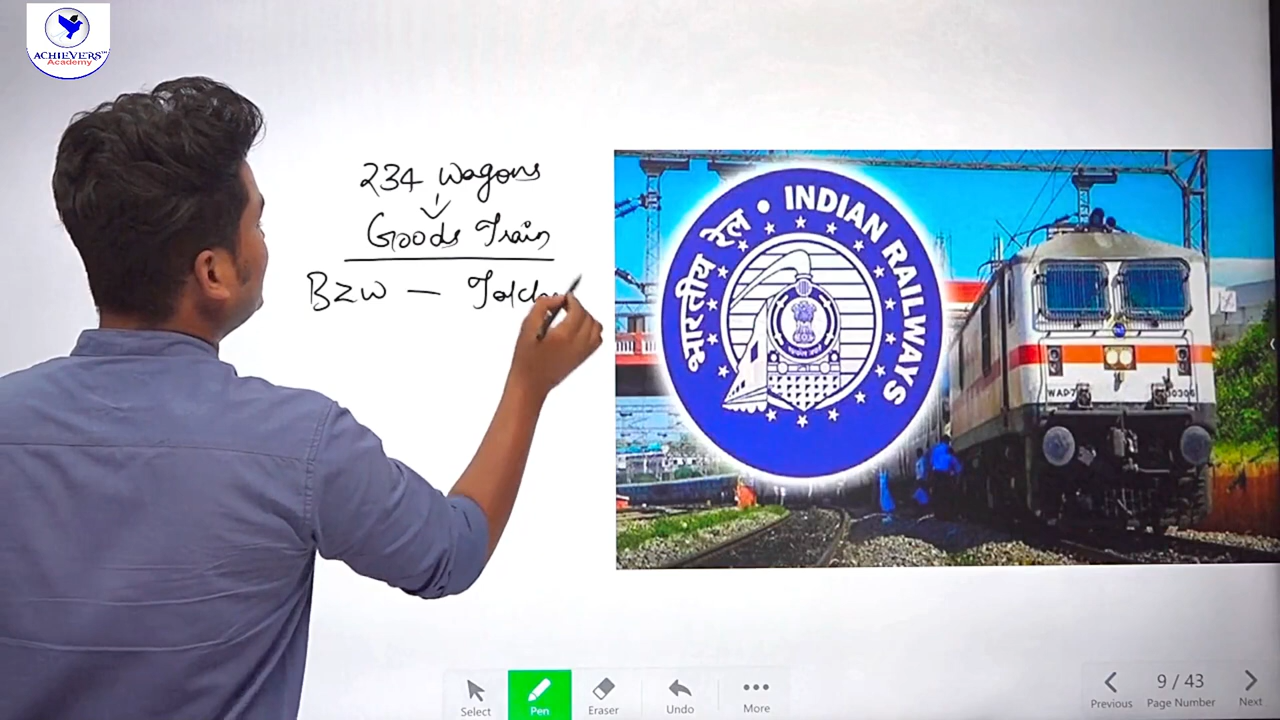 ACHIEVERS™
Academy
234 wagons
Goods Train
BZW —
भारतीय रेल • INDIAN RAILWAYS
WAP7
Select
Pen
Eraser
Undo
More
Previous
9 / 43
Page Number
Next